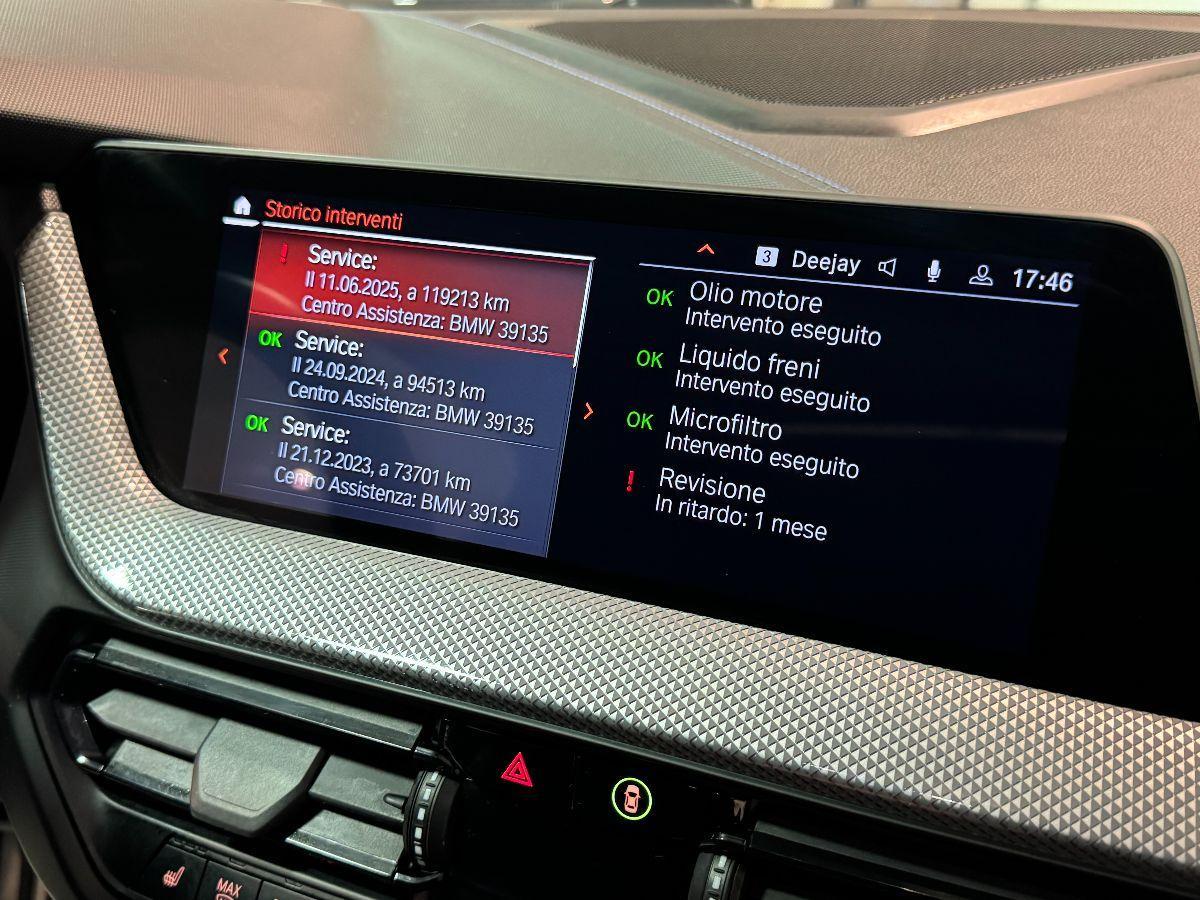 Storico interventi
3 Deejay 17:46
! Service:
Il 11.06.2025, a 119213 km
Centro Assistenza: BMW 39135
OK Service:
Il 24.09.2024, a 94513 km
Centro Assistenza: BMW 39135
OK Service:
Il 21.12.2023, a 73701 km
Centro Assistenza: BMW 39135
OK Olio motore
Intervento eseguito
OK Liquido freni
Intervento eseguito
OK Microfiltro
Intervento eseguito
! Revisione
In ritardo: 1 mese
MAX